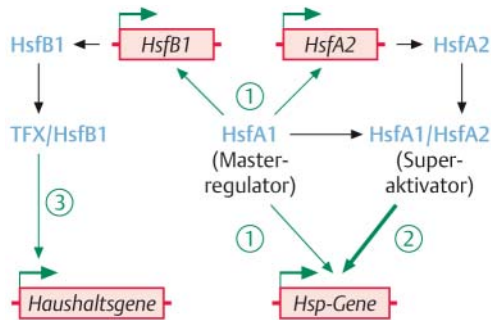 HsfB1
HsfB1
HsfA2
HsfA2
①
TFX/HsfB1
HsfA1
(Master-
regulator)
HsfA1/HsfA2
(Super-
aktivator)
③
①
②
Haushaltsgene
Hsp-Gene